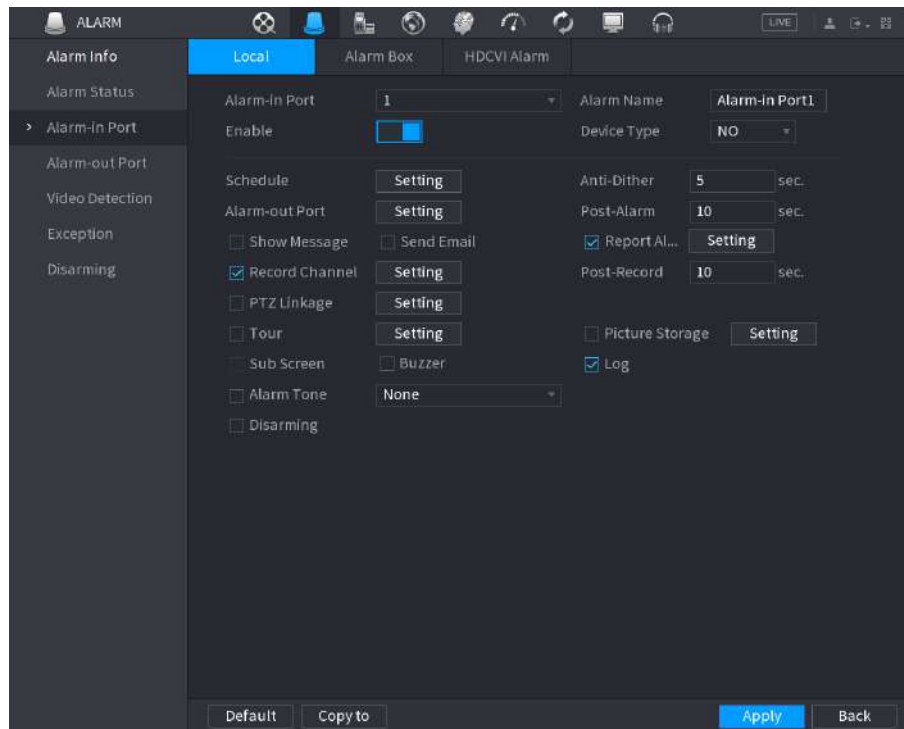 ALARM
LIVE
Alarm Info
Alarm Status
> Alarm-in Port
Alarm-out Port
Video Detection
Exception
Disarming
Local Alarm Box HDCVI Alarm
Alarm-in Port 1 Alarm Name Alarm-in Port1
Enable Device Type NO
Schedule Setting Anti-Dither 5 sec.
Alarm-out Port Setting Post-Alarm 10 sec.
Show Message Send Email Report Al... Setting
Record Channel Setting Post-Record 10 sec.
PTZ Linkage Setting
Tour Setting Picture Storage Setting
Sub Screen Buzzer Log
Alarm Tone None
Disarming
Default Copy to Apply Back